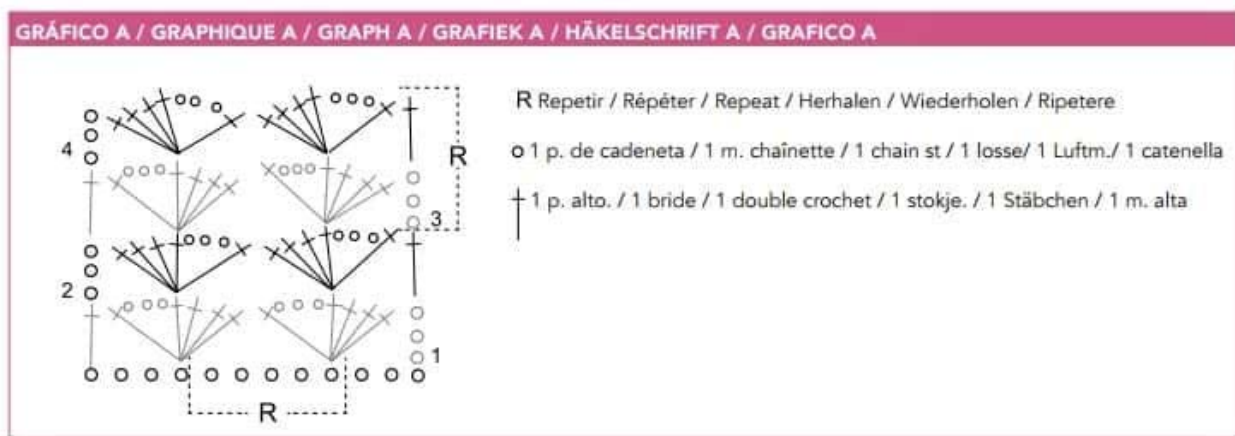 GRÁFICO A / GRAPHIQUE A / GRAPH A / GRAFIEK A / HÄKELSCHRIFT A / GRAFICO A
R Repetir / Répéter / Repeat / Herhalen / Wiederholen / Ripetere
1 p. de cadeneta / 1 m. chaînette / 1 chain st / 1 losse/ 1 Luftm./ 1 catenella
1 p. alto. / 1 bride / 1 double crochet / 1 stokje. / 1 Stäbchen / 1 m. alta
4
R
3
2
1
R